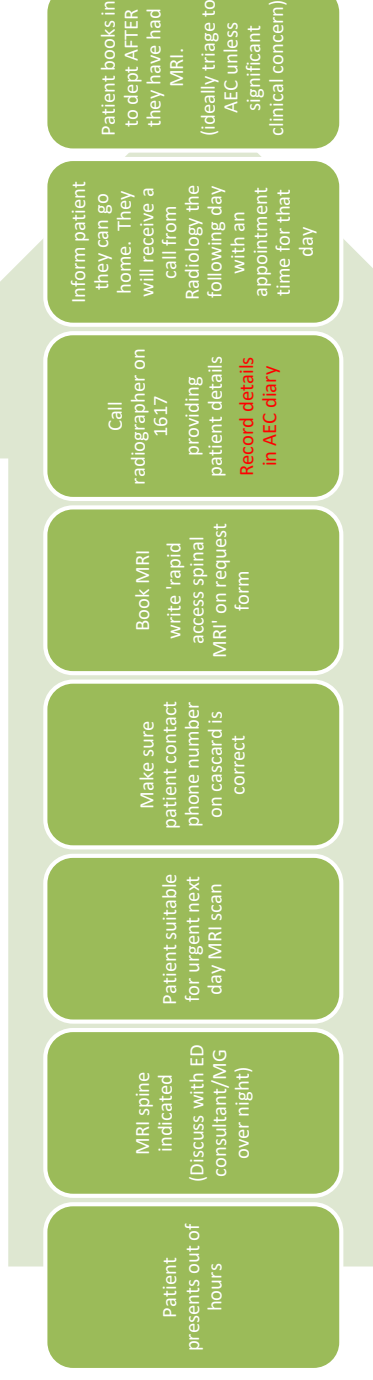 Patient
presents out of
hours
MRI spine
indicated
(Discuss with ED
consultant/MG
over night)
Patient suitable
for urgent next
day MRI scan
Make sure
patient contact
phone number
on cascard is
correct
Book MRI
write 'rapid
access spinal
MRI' on request
form
Call
radiographer on
1617
providing
patient details
Record details
in AEC diary
Inform patient
they can go
home. They
will receive a
call from
Radiology the
following day
with an
appointment
time for that
day
Patient books in
to dept AFTER
they have had
MRI.
(ideally triage to
AEC unless
significant
clinical concern)